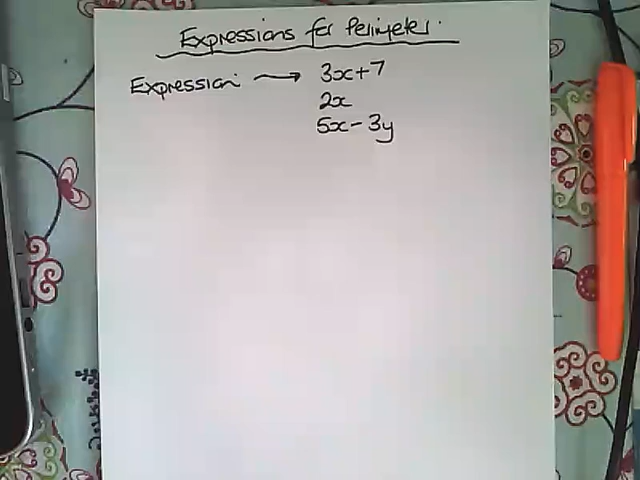 Expressions for Perimeter.
Expression → 3x+7
2x
5x-3y